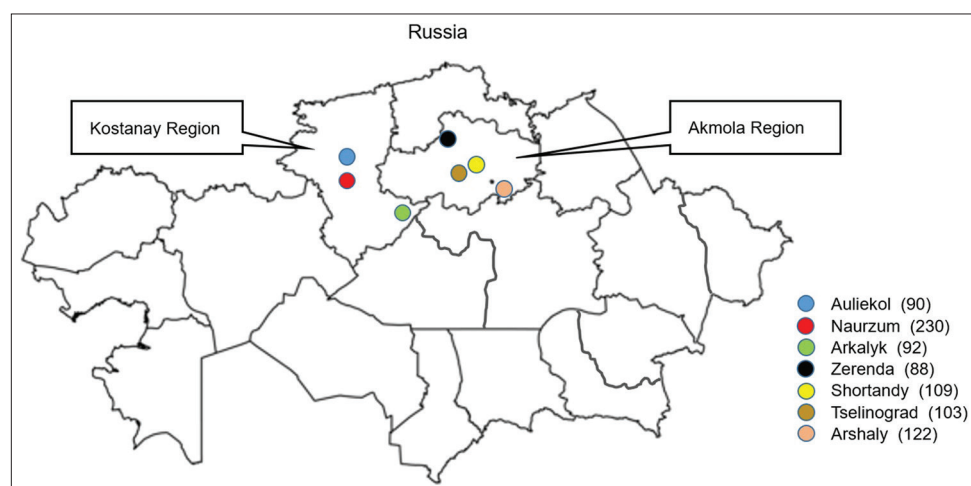 Russia
Kostanay Region
Akmola Region
Auliekol (90)
Naurzum (230)
Arkalyk (92)
Zerenda (88)
Shortandy (109)
Tselinograd (103)
Arshaly (122)